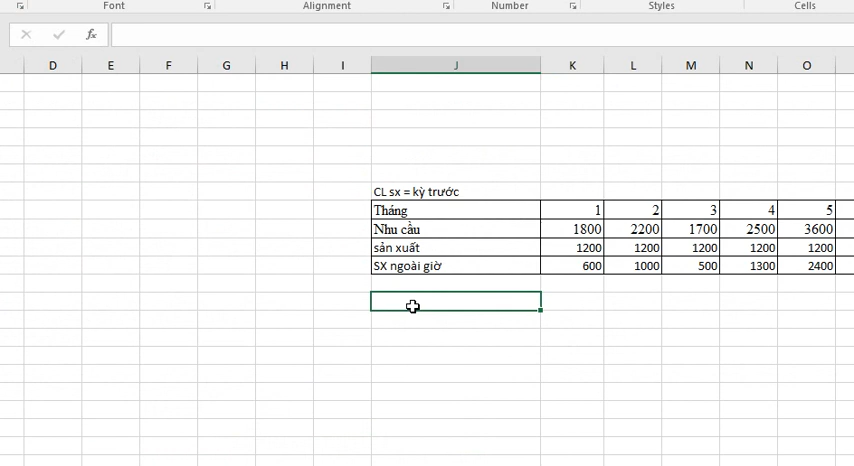 Font Alignment Number Styles Cells
fx
D E F G H I J K L M N O
CL sx = kỳ trước
Tháng 1 2 3 4 5
Nhu cầu 1800 2200 1700 2500 3600
sản xuất 1200 1200 1200 1200 1200
SX ngoài giờ 600 1000 500 1300 2400